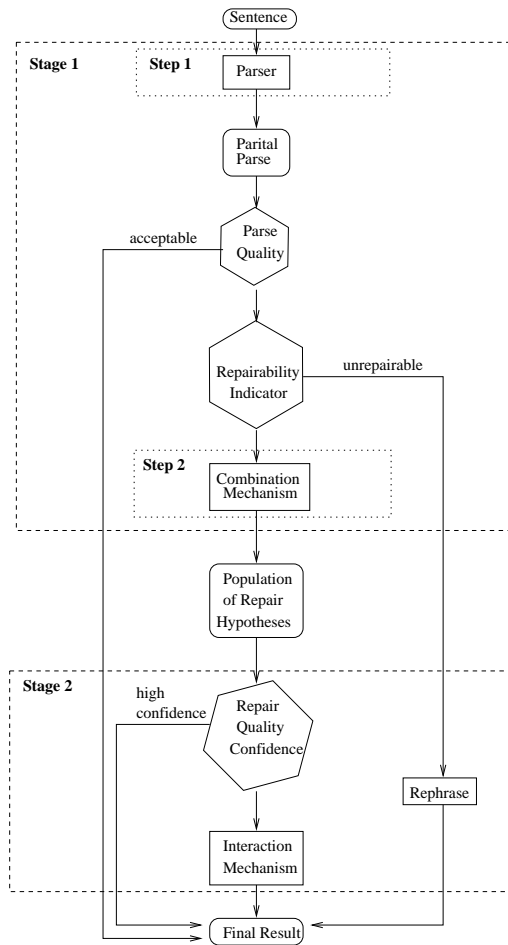 Sentence
Stage 1
Step 1
Parser
Parital
Parse
acceptable
Parse
Quality
Repairability
Indicator
unrepairable
Step 2
Combination
Mechanism
Population
of Repair
Hypotheses
Stage 2
high
confidence
Repair
Quality
Confidence
Rephrase
Interaction
Mechanism
Final Result